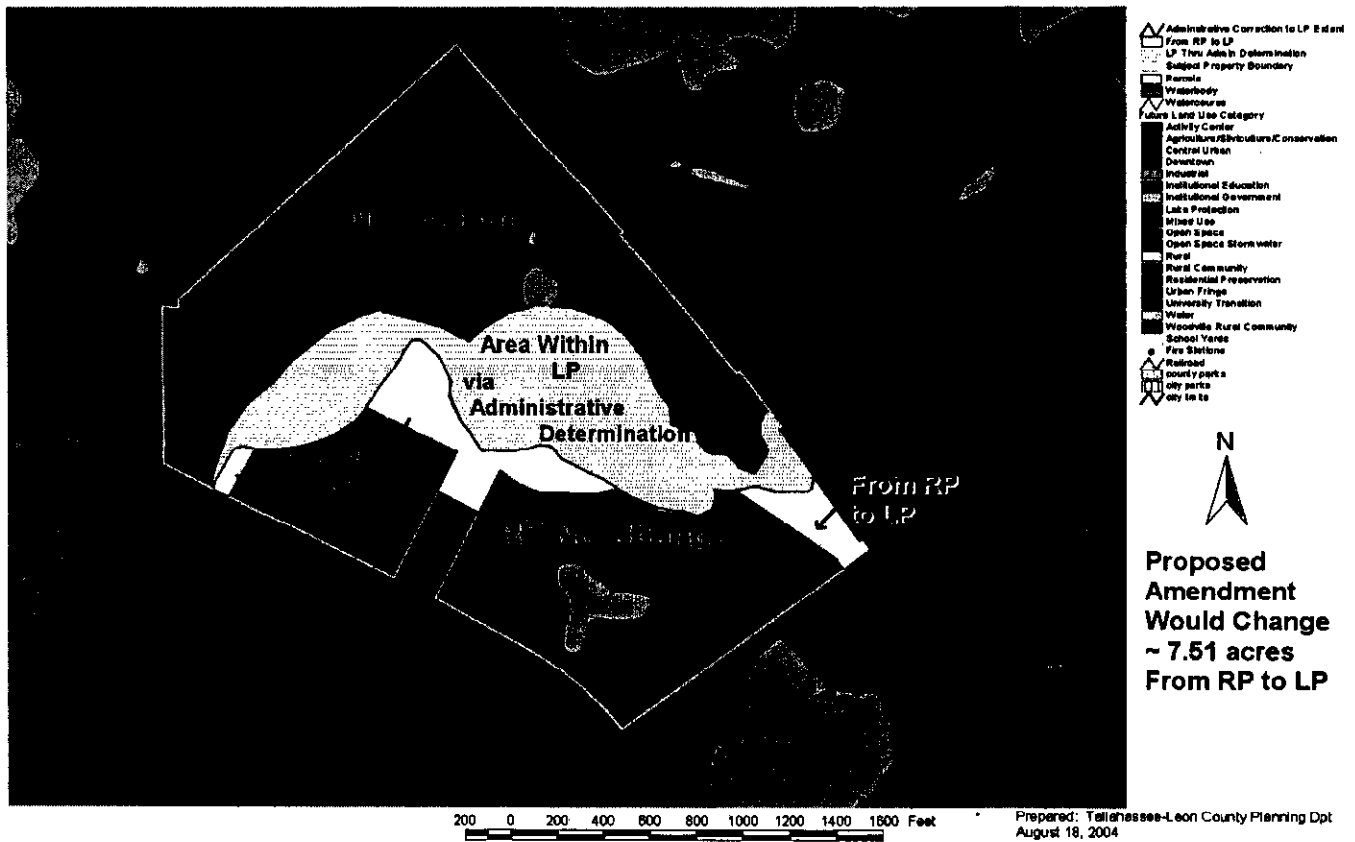 Area Within
LP
via
Administrative
Determination
From RP
to LP
Administrative Correction to LP Extent
From RP to LP
LP Thru Admin Determination
Subject Property Boundary
Parcels
Waterbody
Watercourse
Future Land Use Category
Activity Center
Agriculture/Silviculture/Conservation
Central Urban
Downtown
Industrial
Institutional Education
Institutional Government
Lake Protection
Mixed Use
Open Space
Open Space Stormwater
Rural
Rural Community
Residential Preservation
Urban Fringe
University Transition
Water
Woodville Rural Community
School Yards
Fire Stations
Railroad
county parks
city parks
city limits
N
Proposed
Amendment
Would Change
~ 7.51 acres
From RP to LP
200 0 200 400 600 800 1000 1200 1400 1600 Feet
Prepared: Tallahassee-Leon County Planning Dpt
August 18, 2004